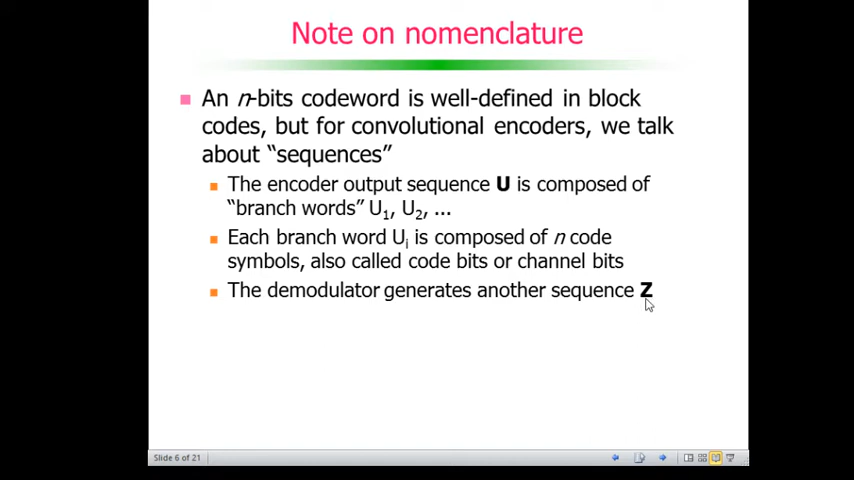 Note on nomenclature
An n-bits codeword is well-defined in block
codes, but for convolutional encoders, we talk
about “sequences”
The encoder output sequence U is composed of
“branch words” U1, U2, ...
Each branch word Ui is composed of n code
symbols, also called code bits or channel bits
The demodulator generates another sequence Z
Slide 6 of 21